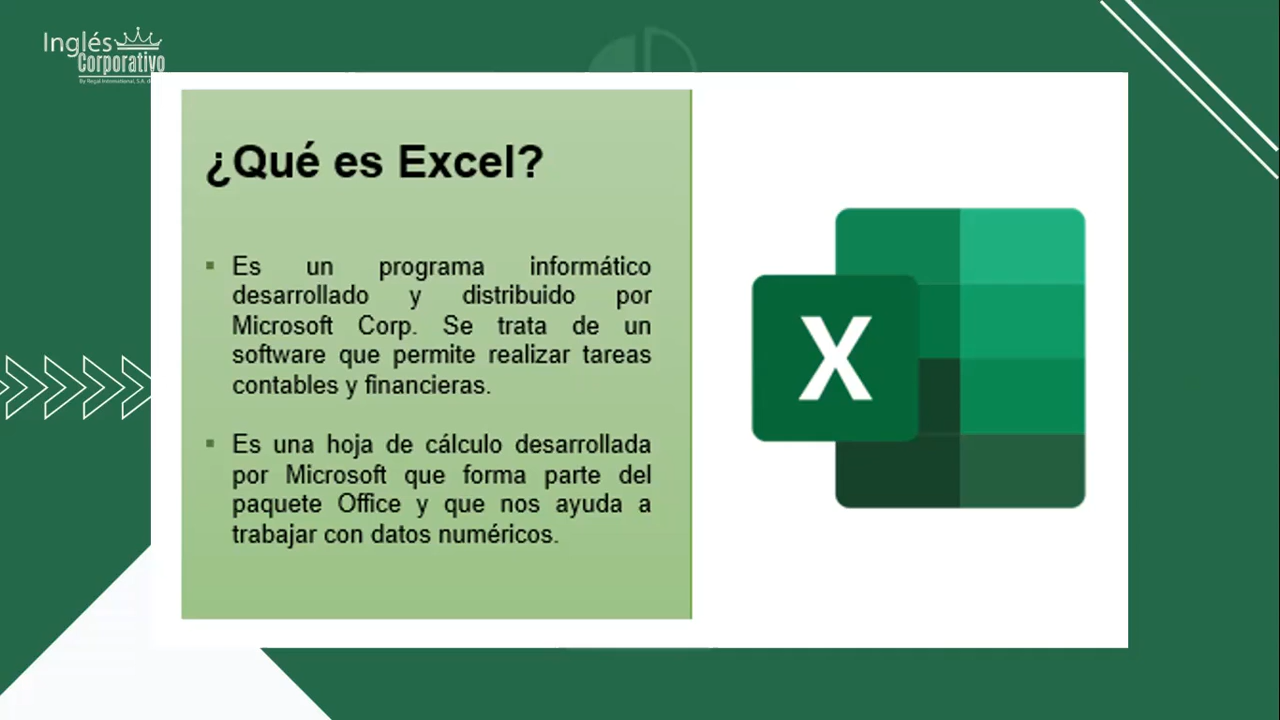 Inglés
Corporativo
¿Qué es Excel?
Es un programa informático
desarrollado y distribuido por
Microsoft Corp. Se trata de un
software que permite realizar tareas
contables y financieras.
Es una hoja de cálculo desarrollada
por Microsoft que forma parte del
paquete Office y que nos ayuda a
trabajar con datos numéricos.
X